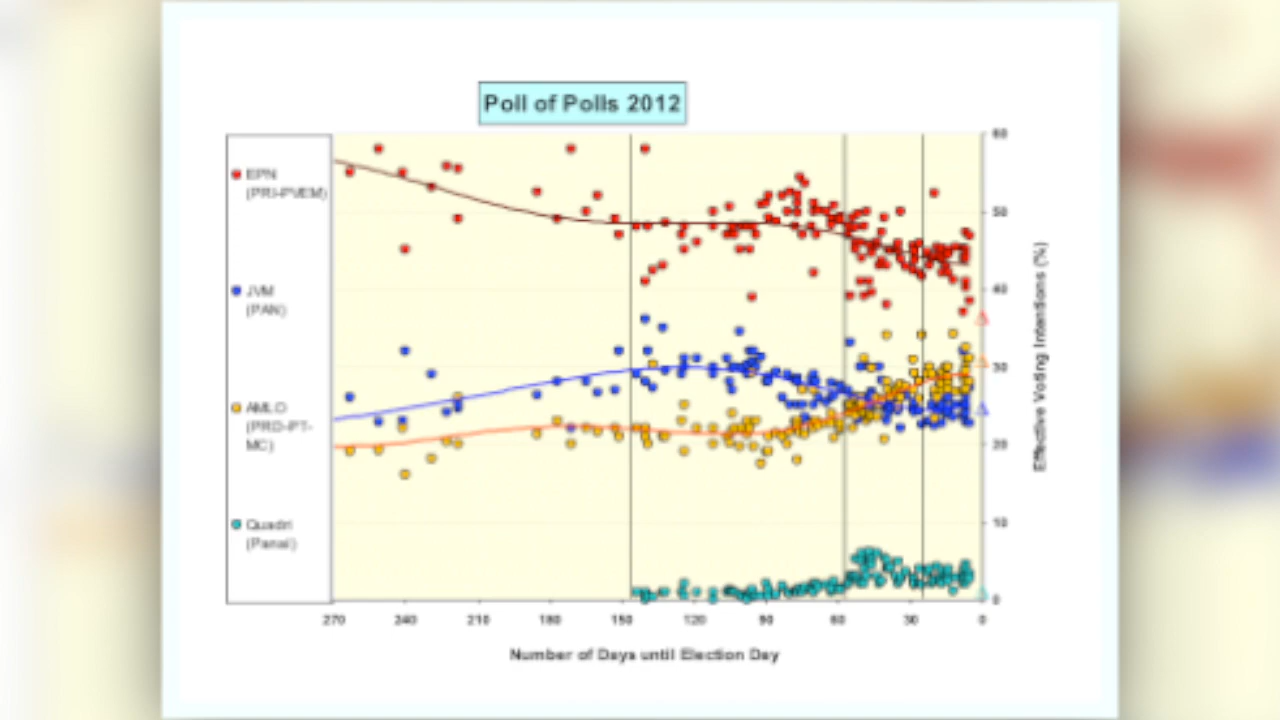 Poll of Polls 2012
EPN
(PRI-PVEM)
JVM
(PAN)
AMLO
(PRD-PT-
MC)
Quadri
(Panal)
60
50
40
30
20
10
0
Effective Voting Intentions (%)
270 240 210 180 150 120 90 60 30 0
Number of Days until Election Day